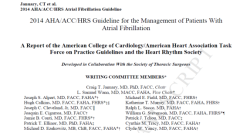 January, CT et al.
2014 AHA/ACC/HRS Atrial Fibrillation Guideline
2014 AHA/ACC/HRS Guideline for the Management of Patients With
Atrial Fibrillation
A Report of the American College of Cardiology/American Heart Association Task
Force on Practice Guidelines and the Heart Rhythm Society
Developed in Collaboration With the Society of Thoracic Surgeons
WRITING COMMITTEE MEMBERS*
Craig T. January, MD, PhD, FACC, Chair
L. Samuel Wann, MD, MACC, FAHA, Vice Chair*
Joseph S. Alpert, MD, FACC, FAHA*†
Michael E. Field, MD, FACC, FHRS†
Hugh Calkins, MD, FACC, FAHA, FHRS
Katherine T. Murray, MD, FACC, FAHA, FHRS
Joseph C. Cleveland, Jr, MD, FACC
Ralph L. Sacco, MD, FAHA†
Joaquin E. Cigarroa, MD, FACC†
William G. Stevenson, MD, FACC, FAHA, FHRS
Jamie B. Conti, MD, FACC, FHRS
Patrick T. Ellinor, MD, PhD, FAHA
Cynthia M. Tracy, MD, FACC, FAHA
Michael D. Ezekowitz, MB, ChB, FACC, FAHA
Clyde W. Yancy, MD, FACC, FAHA†